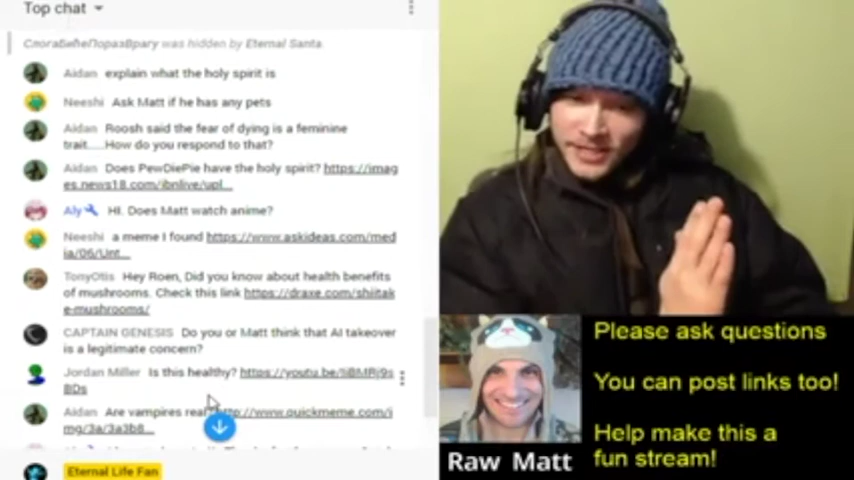 Top chat
СлогаБићеПоразВрагу was hidden by Eternal Santa.
Aidan explain what the holy spirit is
Neeshi Ask Matt if he has any pets
Aidan Roosh said the fear of dying is a feminine
trait....How do you respond to that?
Aidan Does PewDiePie have the holy spirit? https://imag
es.news18.com/ibnlive/upl...
Aly HI. Does Matt watch anime?
Neeshi a meme I found https://www.askideas.com/med
ia/06/Unt...
TonyOtis Hey Roen, Did you know about health benefits
of mushrooms. Check this link https://draxe.com/shiitak
e-mushrooms/
CAPTAIN GENESIS Do you or Matt think that AI takeover
is a legitimate concern?
Jordan Miller Is this healthy?
Aidan Are vampires real? http://www.quickmeme.com/i
mg/3a/3a3b8...
Eternal Life Fan
Raw Matt
Please ask questions
You can post links too!
Help make this a
fun stream!